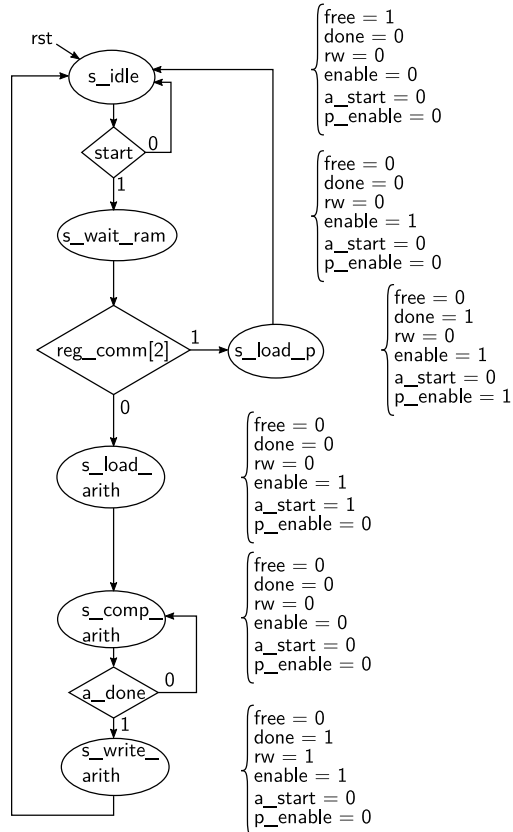 rst
s_idle
free = 1
done = 0
rw = 0
enable = 0
a_start = 0
p_enable = 0
start
0
1
s_wait_ram
free = 0
done = 0
rw = 0
enable = 1
a_start = 0
p_enable = 0
reg_comm[2]
1
s_load_p
free = 0
done = 1
rw = 0
enable = 1
a_start = 0
p_enable = 1
0
s_load_
arith
free = 0
done = 0
rw = 0
enable = 1
a_start = 1
p_enable = 0
s_comp_
arith
free = 0
done = 0
rw = 0
enable = 0
a_start = 0
p_enable = 0
a_done
0
1
s_write_
arith
free = 0
done = 1
rw = 1
enable = 1
a_start = 0
p_enable = 0